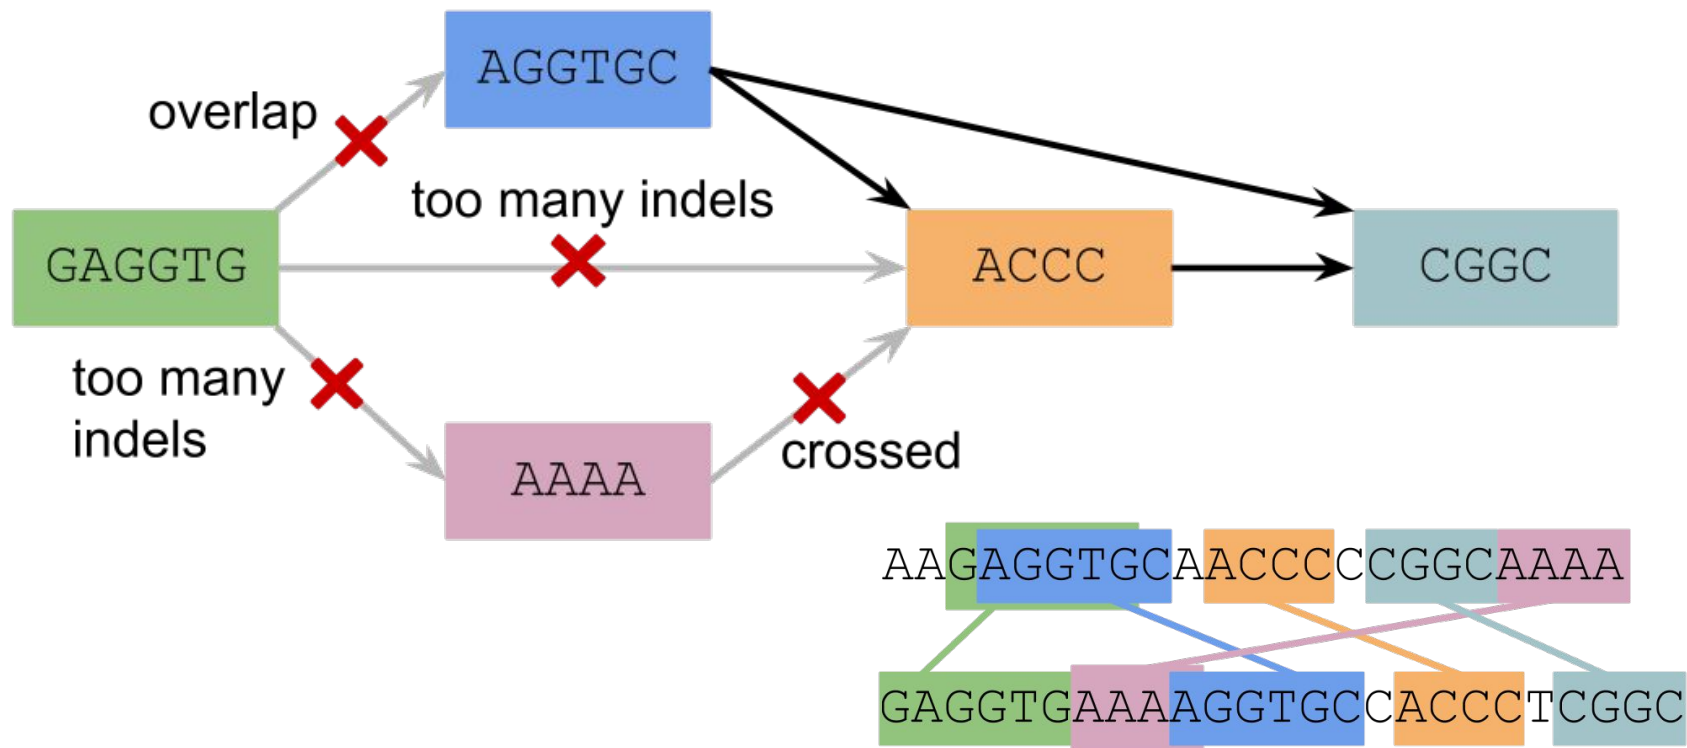 AGGTGC
overlap
too many indels
GAGGTG
ACCC
CGGC
too many
indels
AAAA
crossed
AAGAGGTGCAACCCCCGGCAAAA
GAGGTGAAAAGGTGCCACCCTCGGC